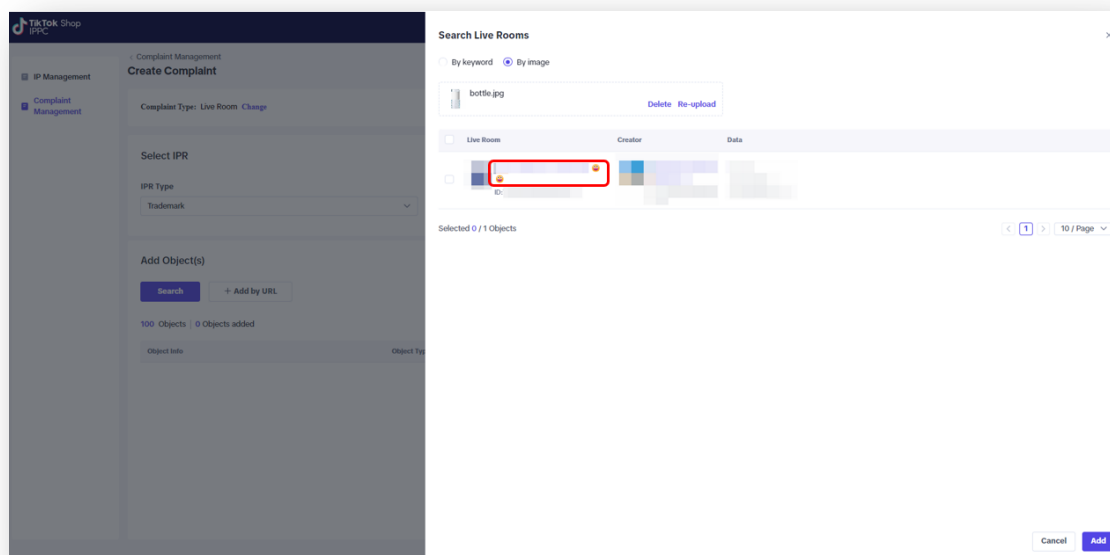 TikTok Shop
IPPC
IP Management
Complaint
Management
Complaint Management
Create Complaint
Complaint Type: Live Room Change
Select IPR
IPR Type
Trademark
Add Object(s)
Search
+ Add by URL
100 Objects | 0 Objects added
Object Info
Object Typ
Search Live Rooms
By keyword
By image
bottle.jpg
Delete Re-upload
Live Room
Creator
Data
ID:
Selected 0 / 1 Objects
< 1 >
10 / Page
Cancel
Add